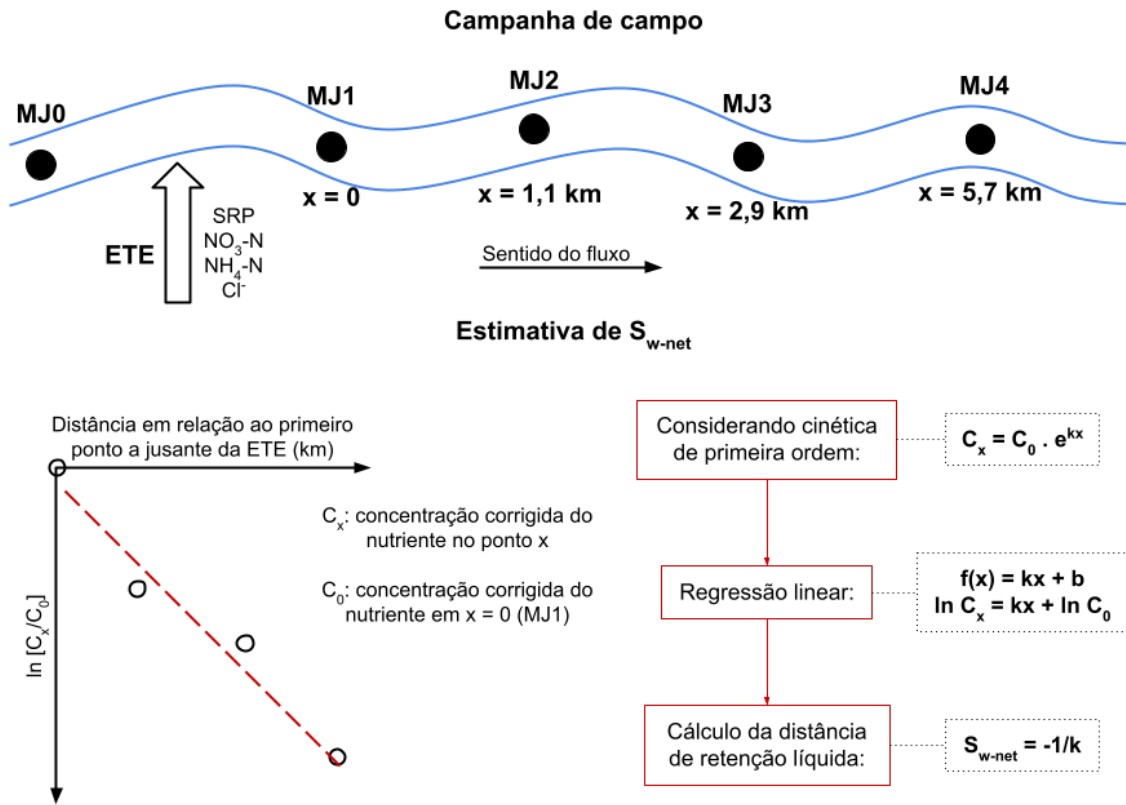 Campanha de campo
MJ0
MJ1
MJ2
MJ3
MJ4
x = 0
x = 1,1 km
x = 2,9 km
x = 5,7 km
ETE
SRP
NO₃-N
NH₄-N
Cl⁻
Sentido do fluxo
Estimativa de Sw-net
Distância em relação ao primeiro
ponto a jusante da ETE (km)
ln [Cₓ/C₀]
Cₓ: concentração corrigida do
nutriente no ponto x
C₀: concentração corrigida do
nutriente em x = 0 (MJ1)
Considerando cinética
de primeira ordem:
Cₓ = C₀ . eᵏˣ
Regressão linear:
f(x) = kx + b
ln Cₓ = kx + ln C₀
Cálculo da distância
de retenção líquida:
Sw-net = -1/k